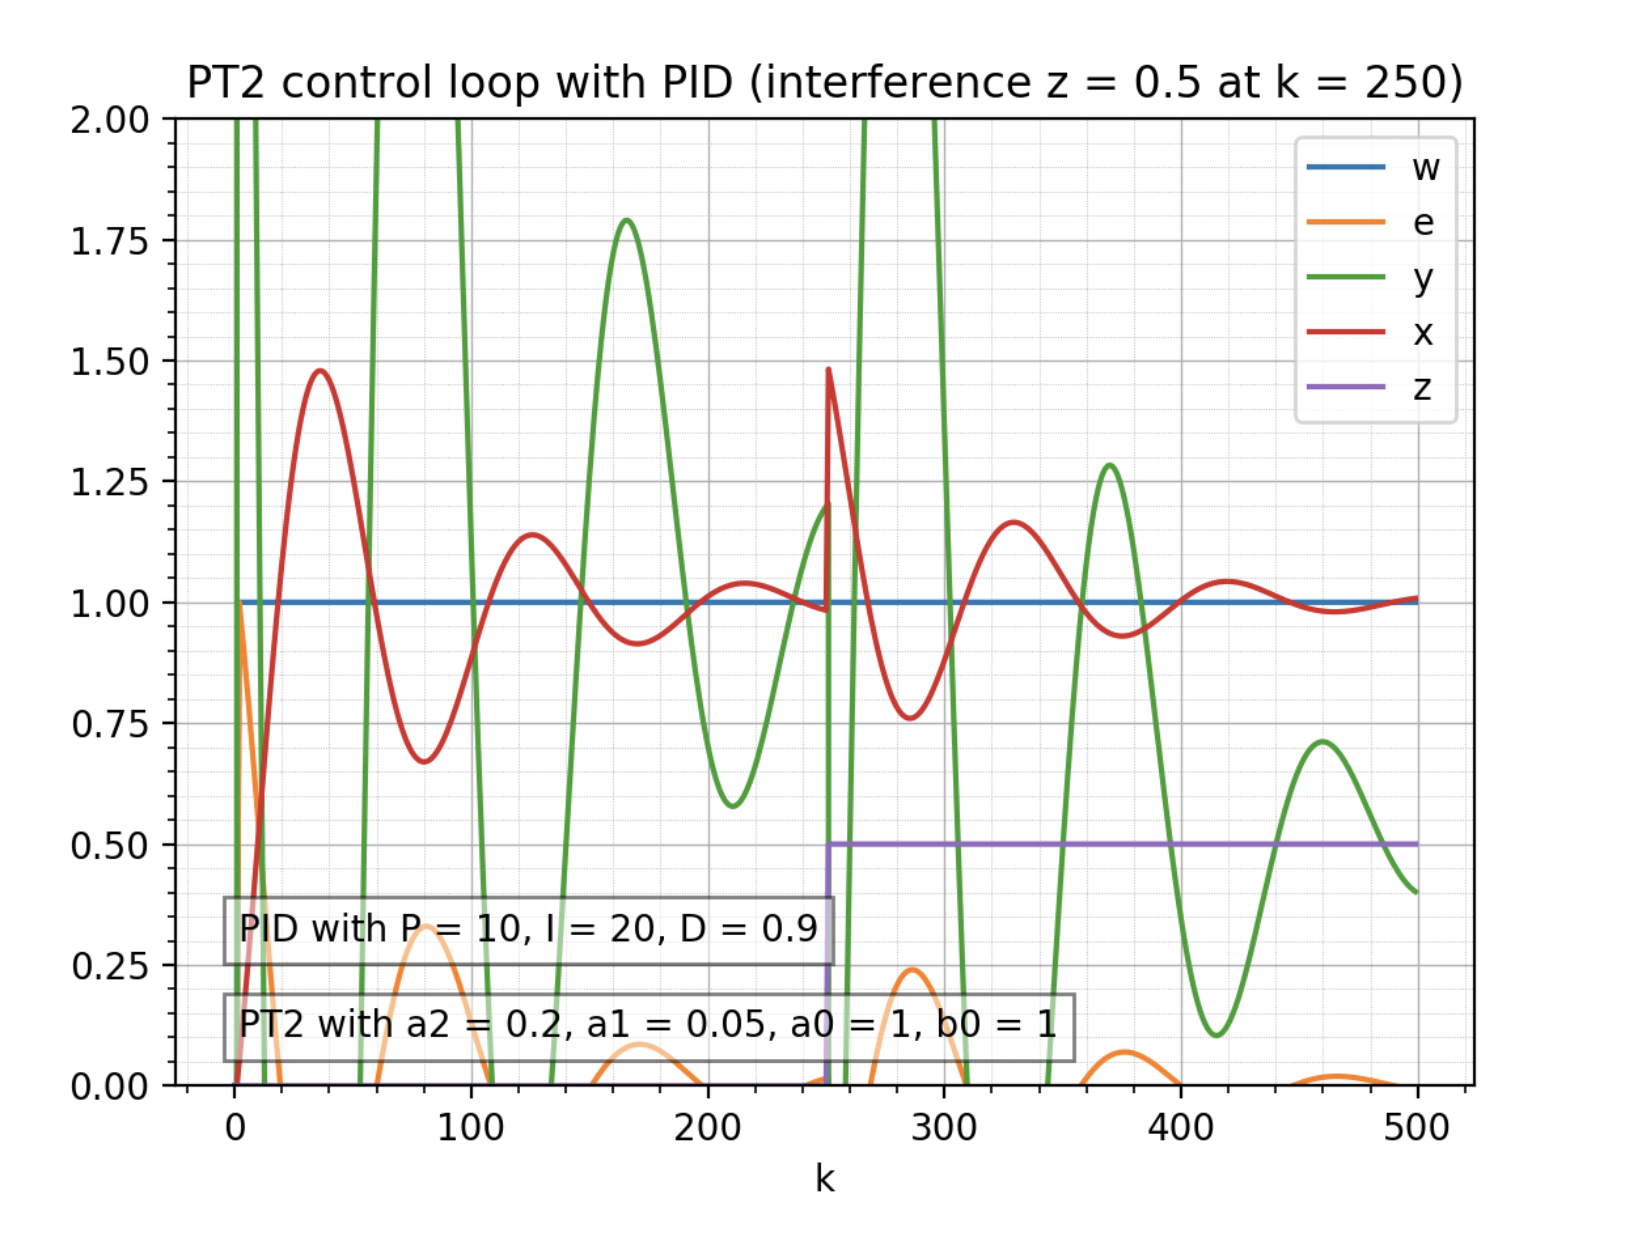 PT2 control loop with PID (interference z = 0.5 at k = 250)
2.00
1.75
1.50
1.25
1.00
0.75
0.50
0.25
0.00
w
e
y
x
z
PID with P = 10, I = 20, D = 0.9
PT2 with a2 = 0.2, a1 = 0.05, a0 = 1, b0 = 1
0 100 200 300 400 500
k